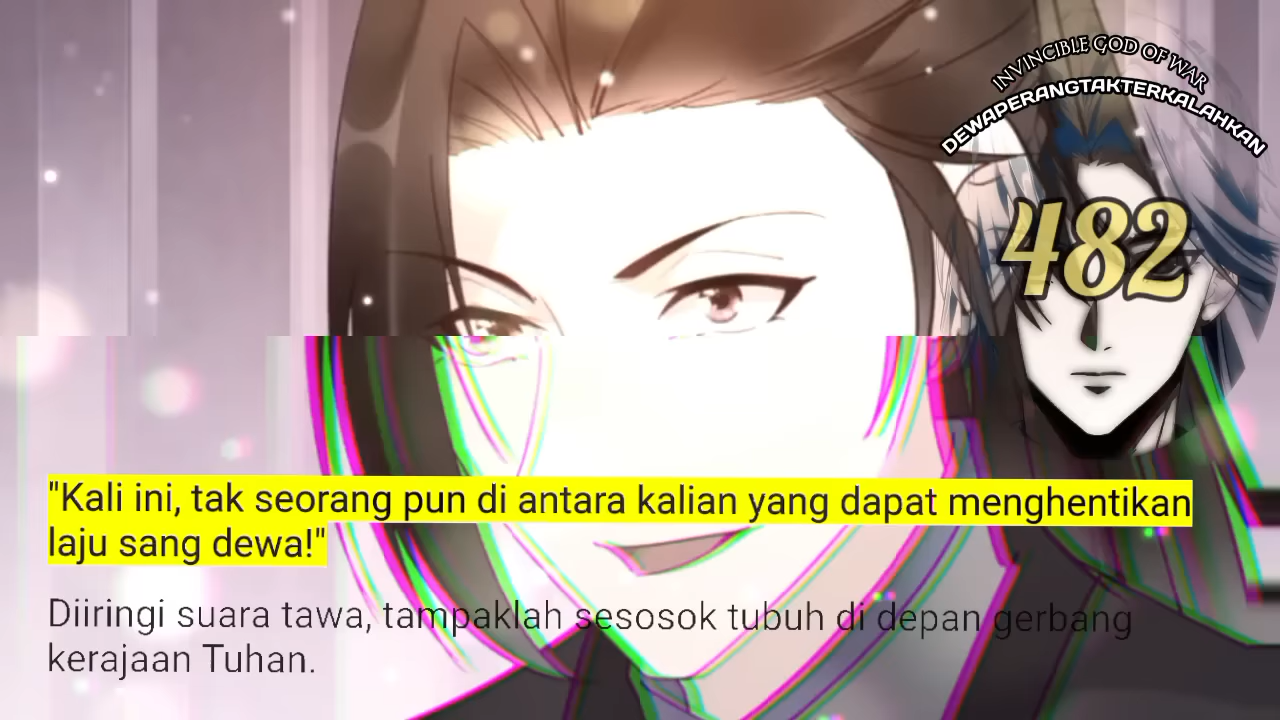 INVINCIBLE GOD OF WAR
DEWAPERANGTAKTERKALAHKAN
482
"Kali ini, tak seorang pun di antara kalian yang dapat menghentikan
laju sang dewa!"
Diiringi suara tawa, tampaklah sesosok tubuh di depan gerbang
kerajaan Tuhan.